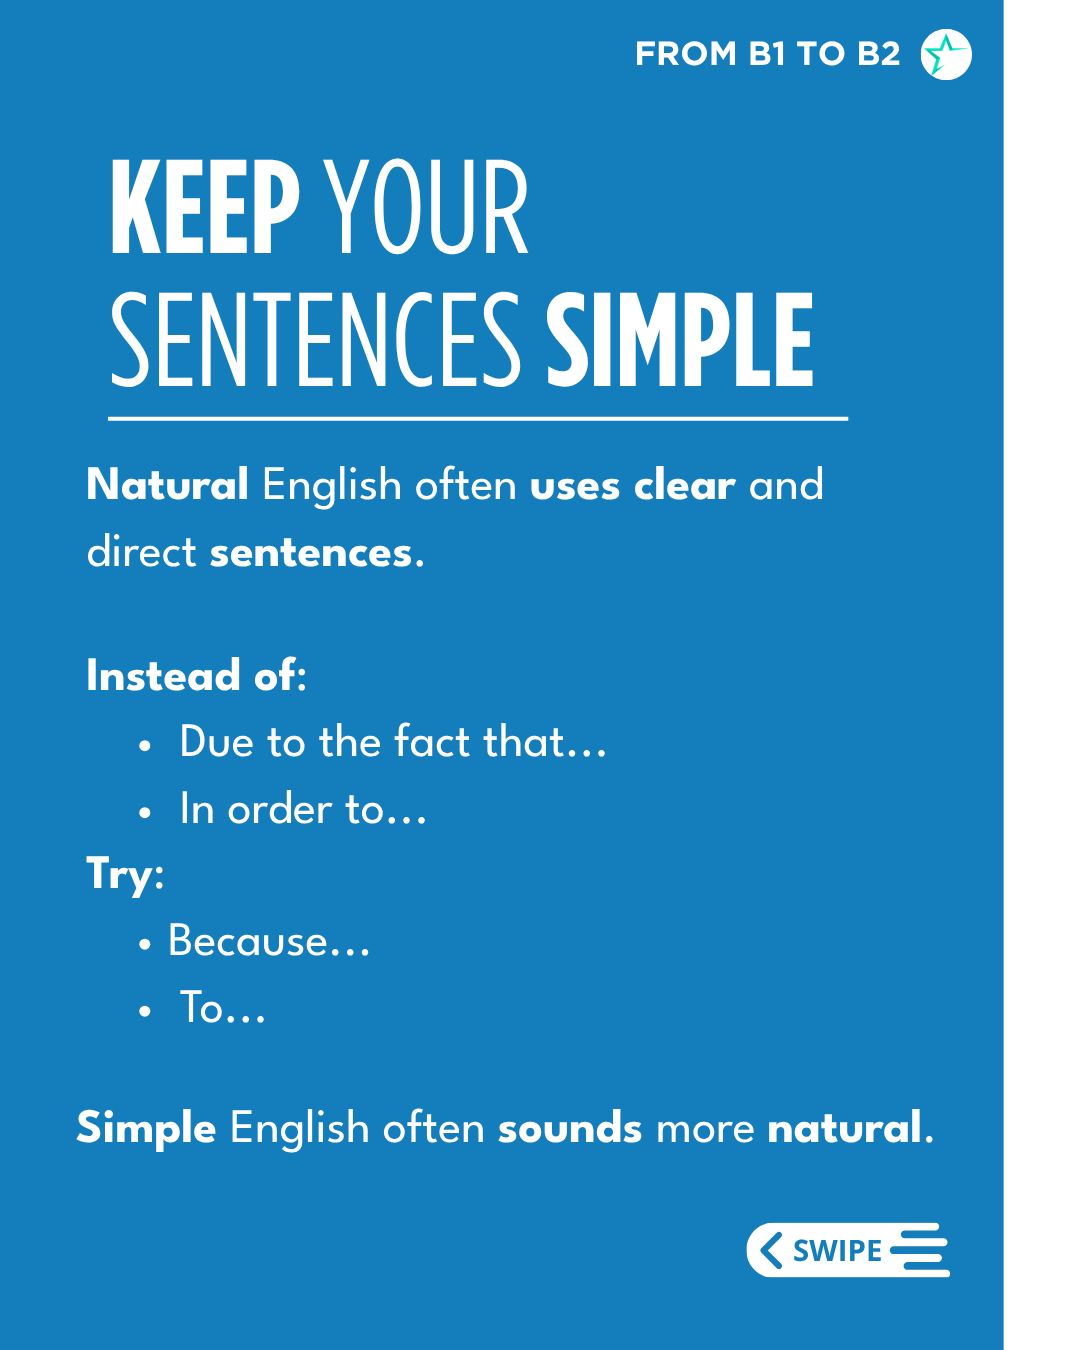 FROM B1 TO B2
KEEP YOUR
SENTENCES SIMPLE
Natural English often uses clear and
direct sentences.
Instead of:
• Due to the fact that...
• In order to...
Try:
• Because...
• To...
Simple English often sounds more natural.
SWIPE